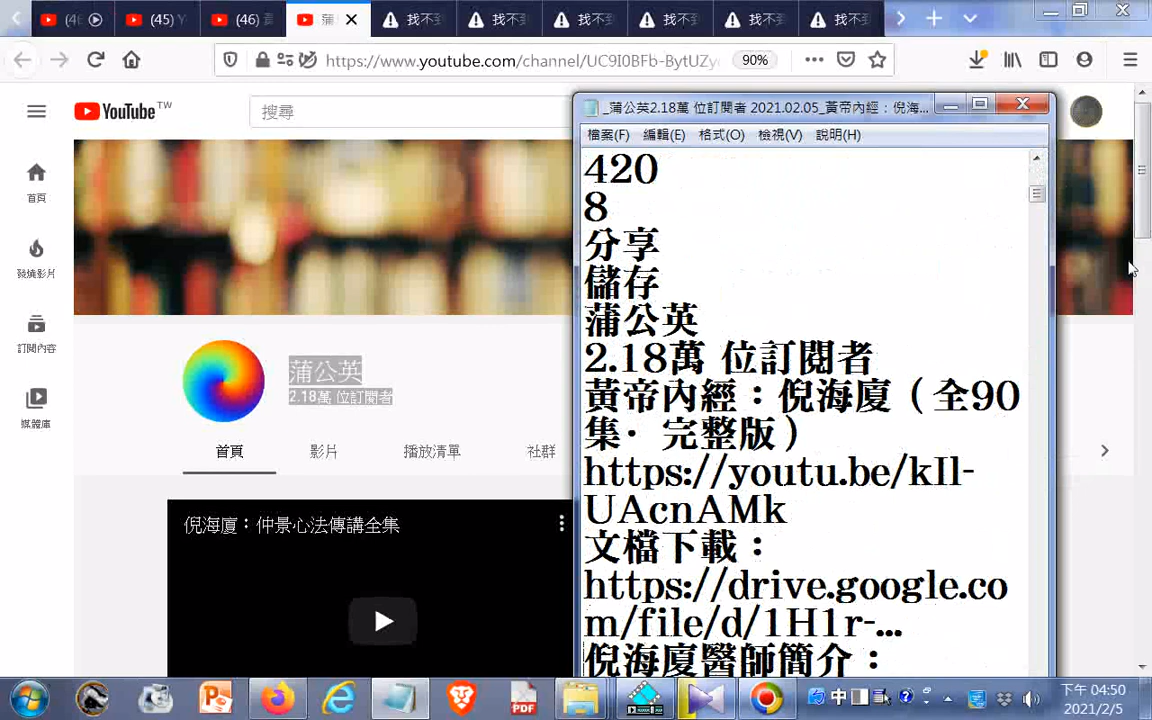 (45)
(46)
蒲
找不到
找不到
找不到
找不到
找不到
找不
https://www.youtube.com/channel/UC9I0BFb-BytUZy
90%
YouTube TW
搜尋
首頁
發燒影片
訂閱內容
媒體庫
蒲公英
2.18萬 位訂閱者
首頁
影片
播放清單
社群
倪海廈：仲景心法傳講全集
_蒲公英2.18萬 位訂閱者 2021.02.05_黃帝內經：倪海...
檔案(F) 編輯(E) 格式(O) 檢視(V) 說明(H)
420
8
分享
儲存
蒲公英
2.18萬 位訂閱者
黃帝內經：倪海廈（全90
集·完整版）
https://youtu.be/kIl-
UAcnAMk
文檔下載：
https://drive.google.co
m/file/d/1H1r-...
倪海廈醫師簡介：
PDF
中
下午 04:50
2021/2/5